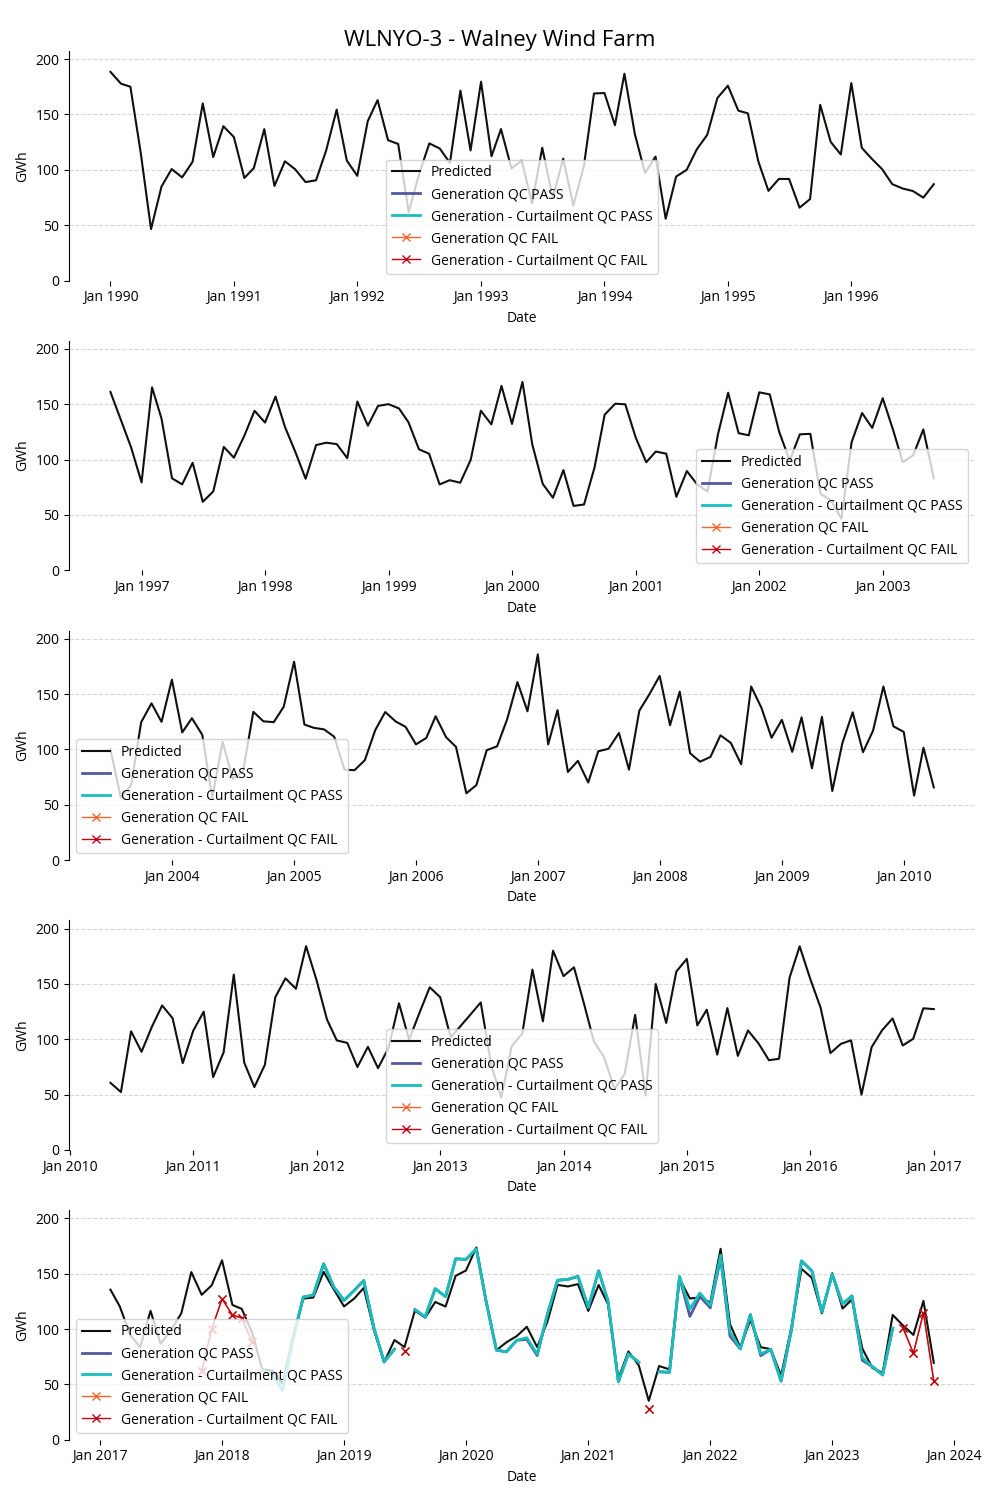 WLNYO-3 - Walney Wind Farm
200
150
100
50
0
GWh
Predicted
Generation QC PASS
Generation - Curtailment QC PASS
Generation QC FAIL
Generation - Curtailment QC FAIL
Jan 1990 Jan 1991 Jan 1992 Jan 1993 Jan 1994 Jan 1995 Jan 1996
Date
200
150
100
50
0
GWh
Predicted
Generation QC PASS
Generation - Curtailment QC PASS
Generation QC FAIL
Generation - Curtailment QC FAIL
Jan 1997 Jan 1998 Jan 1999 Jan 2000 Jan 2001 Jan 2002 Jan 2003
Date
200
150
100
50
0
GWh
Predicted
Generation QC PASS
Generation - Curtailment QC PASS
Generation QC FAIL
Generation - Curtailment QC FAIL
Jan 2004 Jan 2005 Jan 2006 Jan 2007 Jan 2008 Jan 2009 Jan 2010
Date
200
150
100
50
0
GWh
Predicted
Generation QC PASS
Generation - Curtailment QC PASS
Generation QC FAIL
Generation - Curtailment QC FAIL
Jan 2010 Jan 2011 Jan 2012 Jan 2013 Jan 2014 Jan 2015 Jan 2016 Jan 2017
Date
200
150
100
50
0
GWh
Predicted
Generation QC PASS
Generation - Curtailment QC PASS
Generation QC FAIL
Generation - Curtailment QC FAIL
Jan 2017 Jan 2018 Jan 2019 Jan 2020 Jan 2021 Jan 2022 Jan 2023 Jan 2024
Date